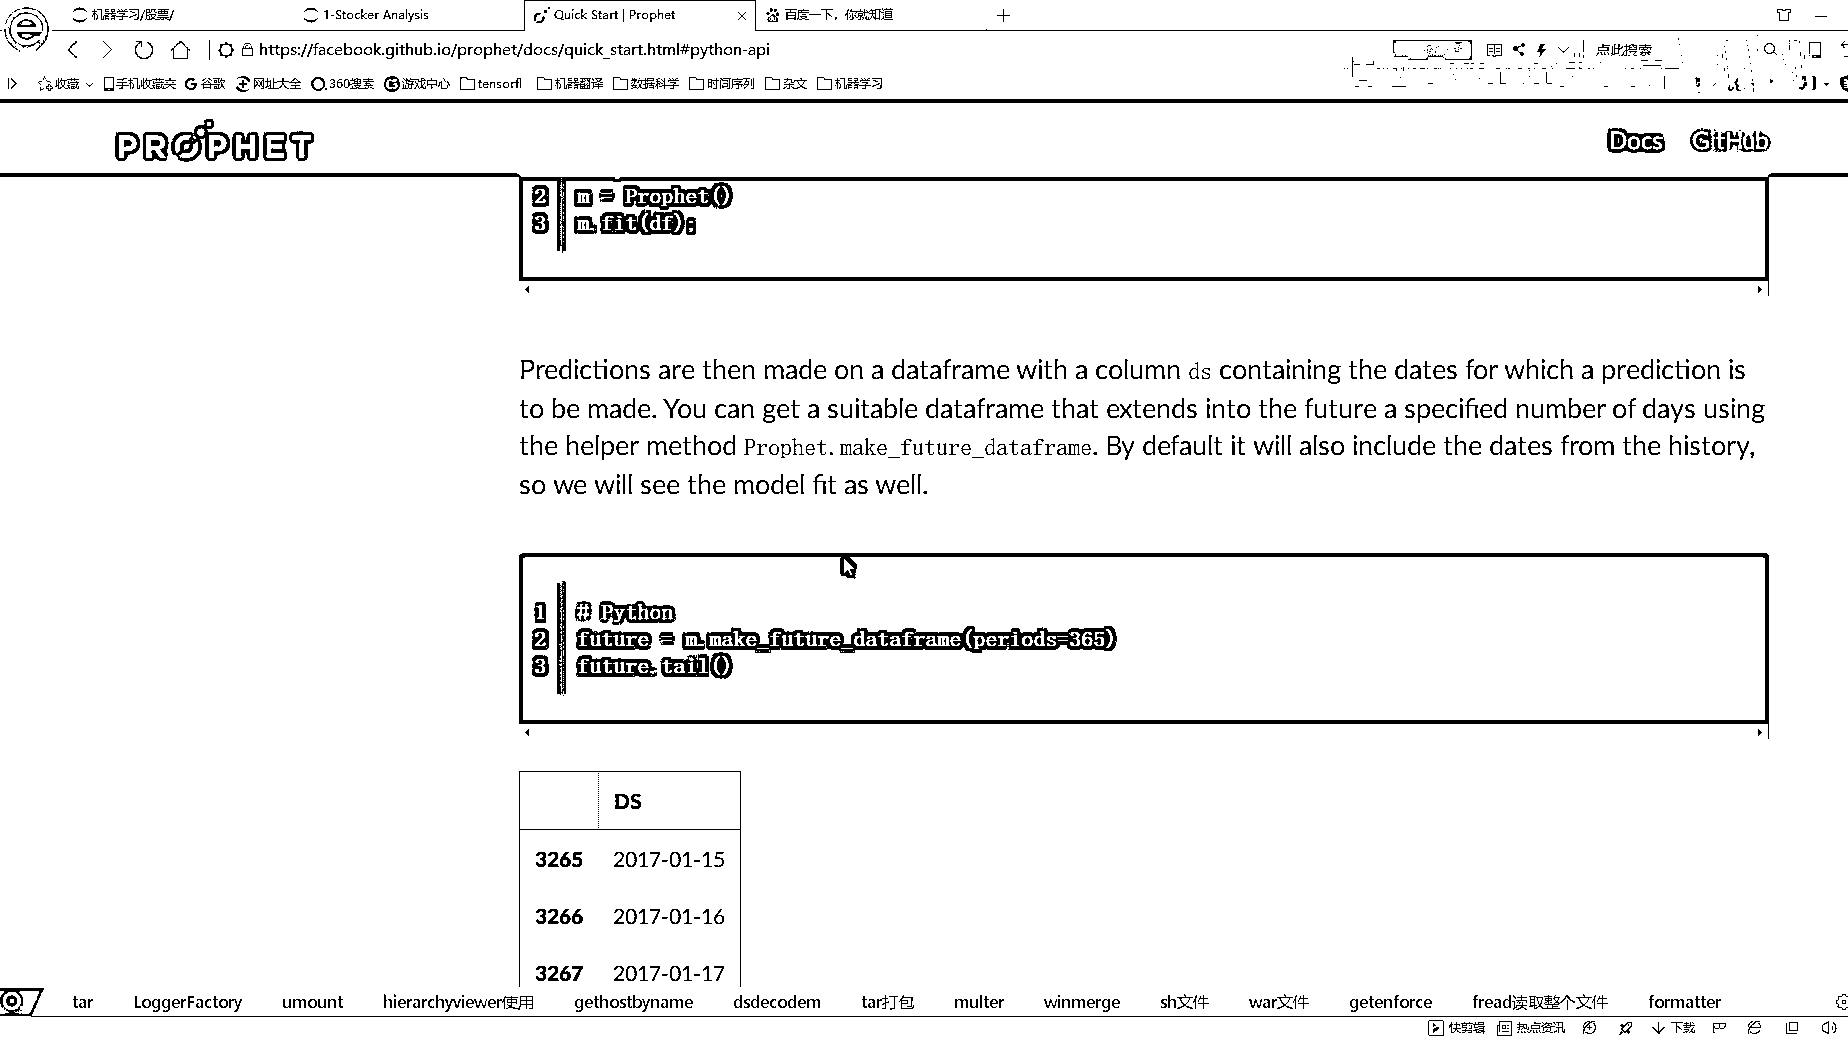 机器学习/股票/
1-Stocker Analysis
Quick Start | Prophet
百度一下，你就知道
https://facebook.github.io/prophet/docs/quick_start.html#python-api
点此搜索
收藏
手机收藏夹
谷歌
网址大全
360搜索
游戏中心
tensorfl
机器翻译
数据科学
时间序列
杂文
机器学习
PROPHET
Docs
GitHub
2 m = Prophet()
3 m.fit(df);
Predictions are then made on a dataframe with a column ds containing the dates for which a prediction is
to be made. You can get a suitable dataframe that extends into the future a specified number of days using
the helper method Prophet.make_future_dataframe. By default it will also include the dates from the history,
so we will see the model fit as well.
1 # Python
2 future = m.make_future_dataframe(periods=365)
3 future.tail()
DS
3265 2017-01-15
3266 2017-01-16
3267 2017-01-17
tar
LoggerFactory
umount
hierarchyviewer使用
gethostbyname
dsdecodem
tar打包
multer
winmerge
sh文件
war文件
getenforce
fread读取整个文件
formatter
快剪辑
热点资讯
下载